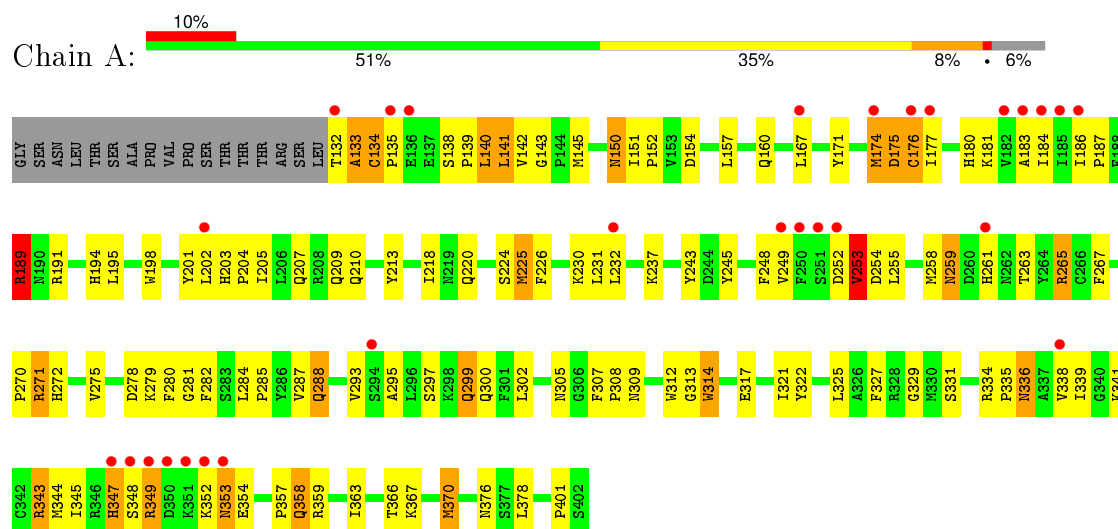 10%
Chain A:
51% 35% 8% • 6%
GLY SER ASN LEU THR SER ALA PRO VAL PRO SER THR THR THR ARG SER LEU T132 A133 C134 P135 E136 E137 S138 P139 L140 L141 V142 G143 P144 M145 N150 I151 P152 V153 D154 L157 Q160 L167 Y171 M174 D175 C176 I177 H180 K181 V182 A183 I184 I185 I186 P187
R189 N190 R191 H194 L195 W198 Y201 L202 H203 P204 I205 L206 Q207 R208 Q209 Q210 Y213 I218 N219 Q220 S224 M225 F226 K230 L231 L232 K237 Y243 D244 Y245 F248 V249 F250 S251 D252 V253 D254 L255 M258 N259 D260 H261 N262 T263 Y264 R265 C266 F267
P270 R271 H272 V275 D278 K279 F280 G281 F282 S283 L284 P285 Y286 V287 Q288 V293 S294 A295 L296 S297 K298 Q299 Q300 F301 L302 N305 G306 F307 P308 N309 W312 G313 W314 E317 I321 Y322 L325 A326 F327 R328 G329 M330 S331 R334 P335 N336 A337 V338 I339 G340 K341
C342 R343 M344 I345 R346 H347 S348 R349 D350 K351 K352 N353 E354 P357 Q358 R359 I363 T366 K367 M370 N376 S377 L378 P401 S402